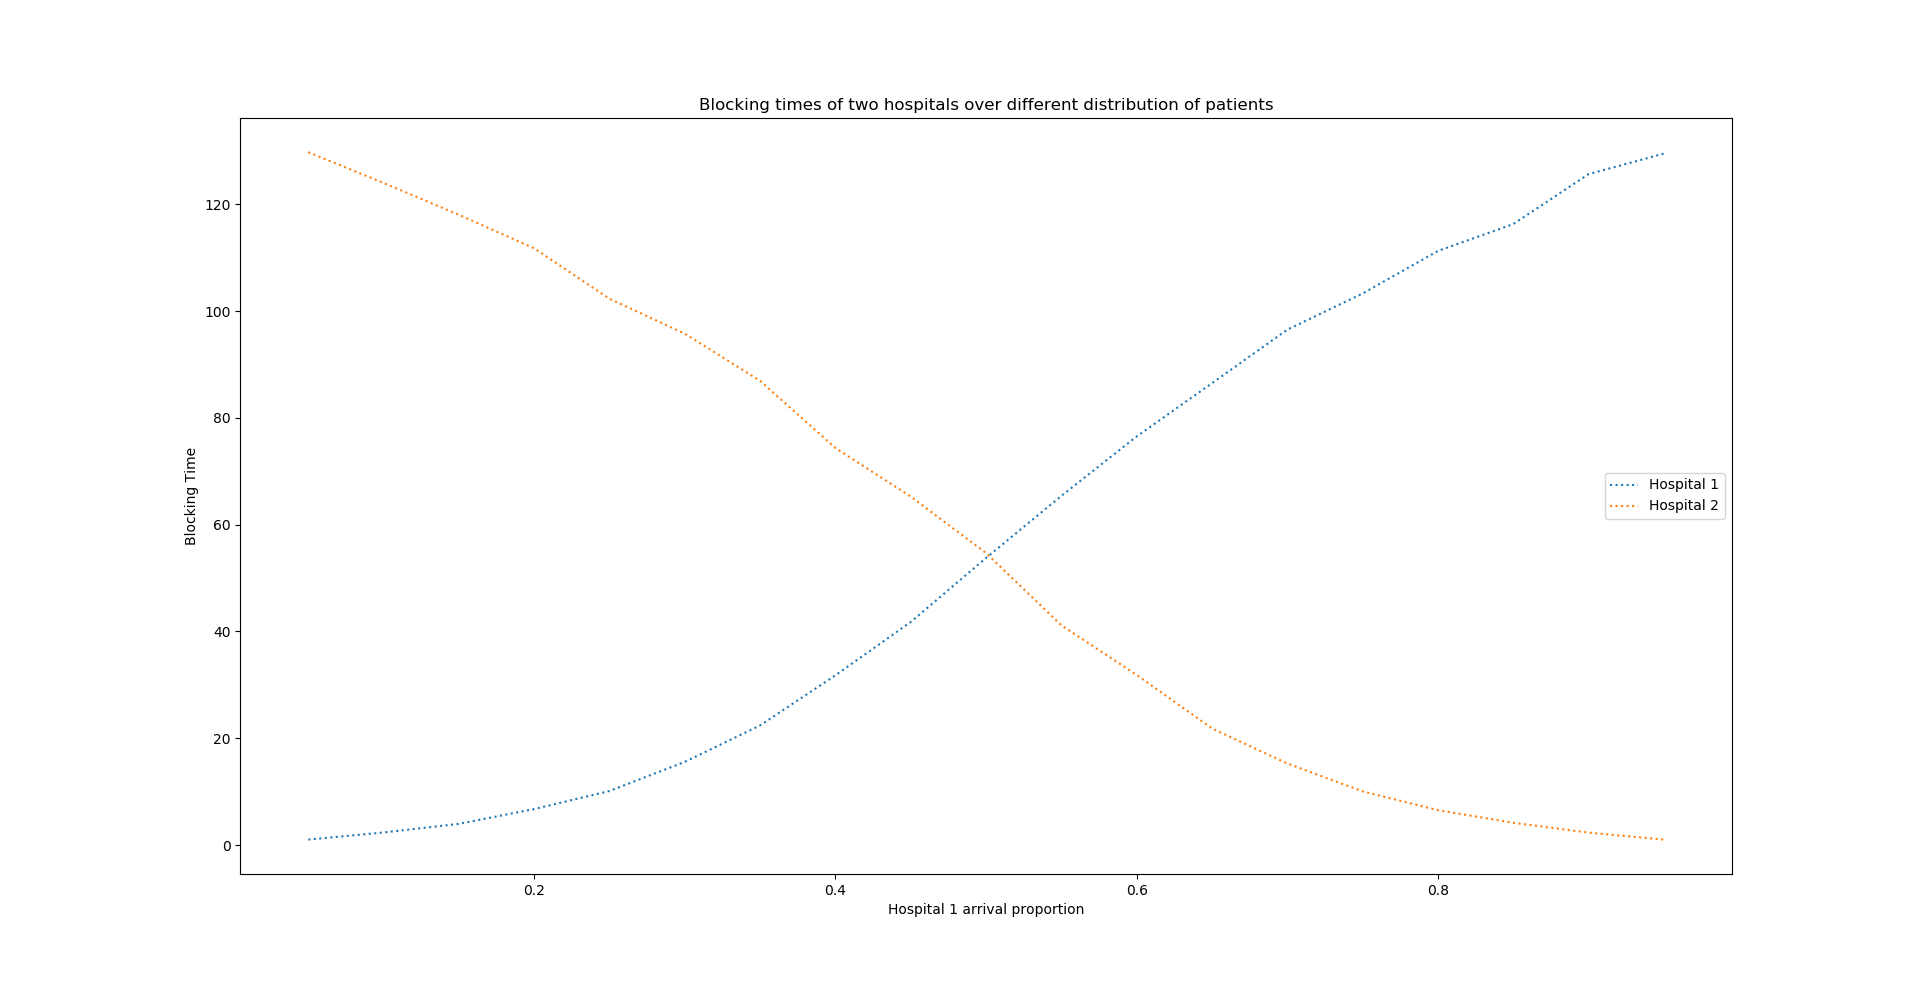 Blocking times of two hospitals over different distribution of patients
120
100
80
60
40
20
0
Blocking Time
Hospital 1
Hospital 2
0.2 0.4 0.6 0.8
Hospital 1 arrival proportion